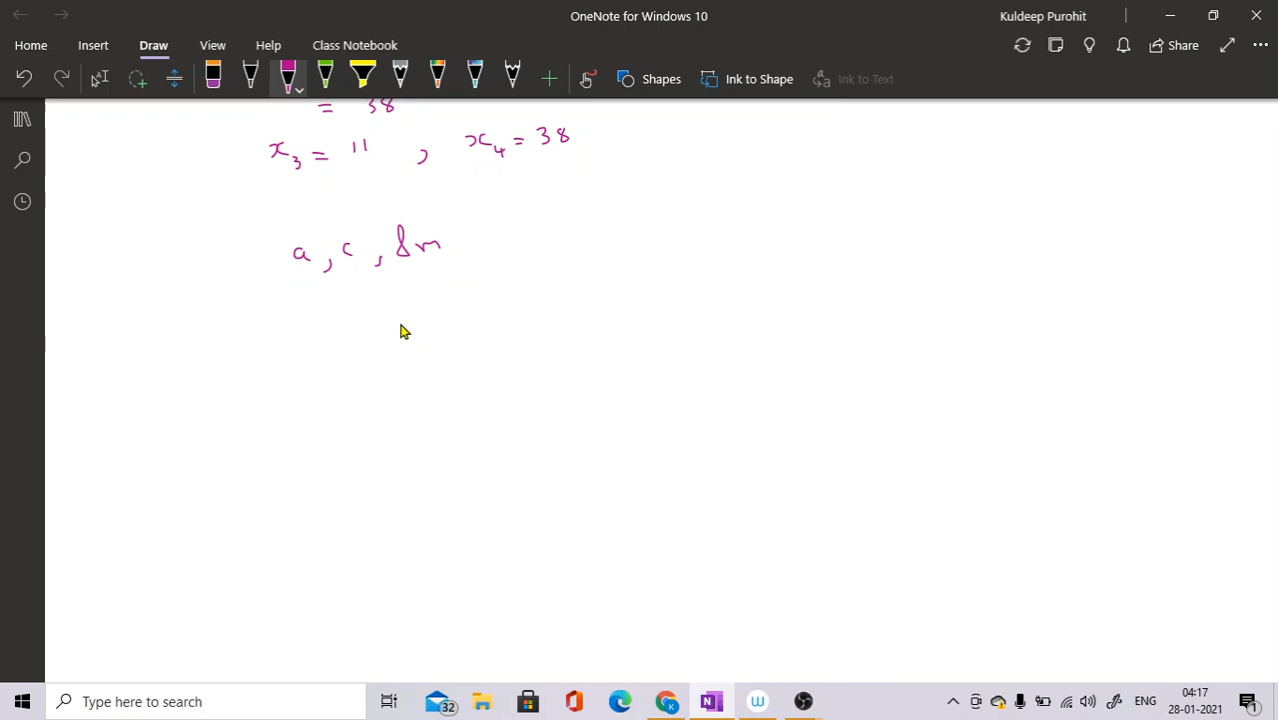 OneNote for Windows 10
Kuldeep Purohit
Home Insert Draw View Help Class Notebook
Share
Shapes Ink to Shape Ink to Text
= 38
x₃ = 11 , x₄ = 38
a, c, & m
Type here to search
32
W
ENG
04:17
28-01-2021
1